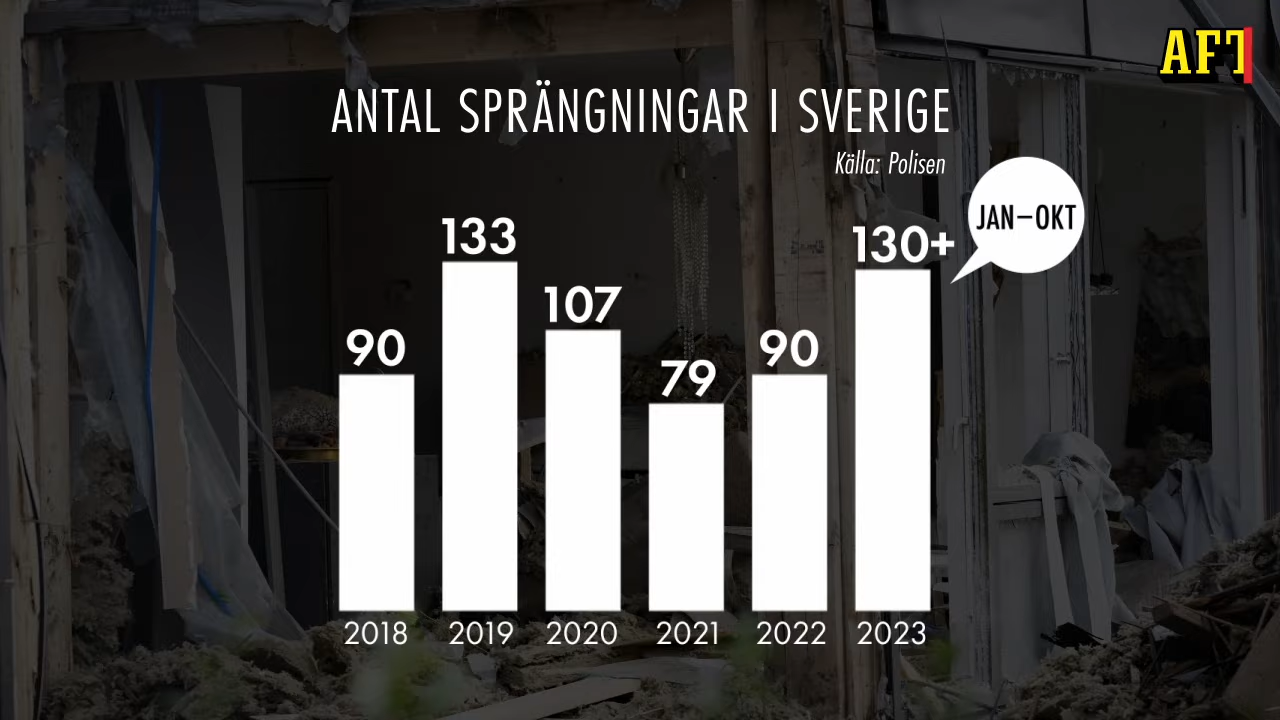 AFT
ANTAL SPRÄNGNINGAR I SVERIGE
Källa: Polisen
JAN–OKT
133
130+
107
90
79
90
2018 2019 2020 2021 2022 2023